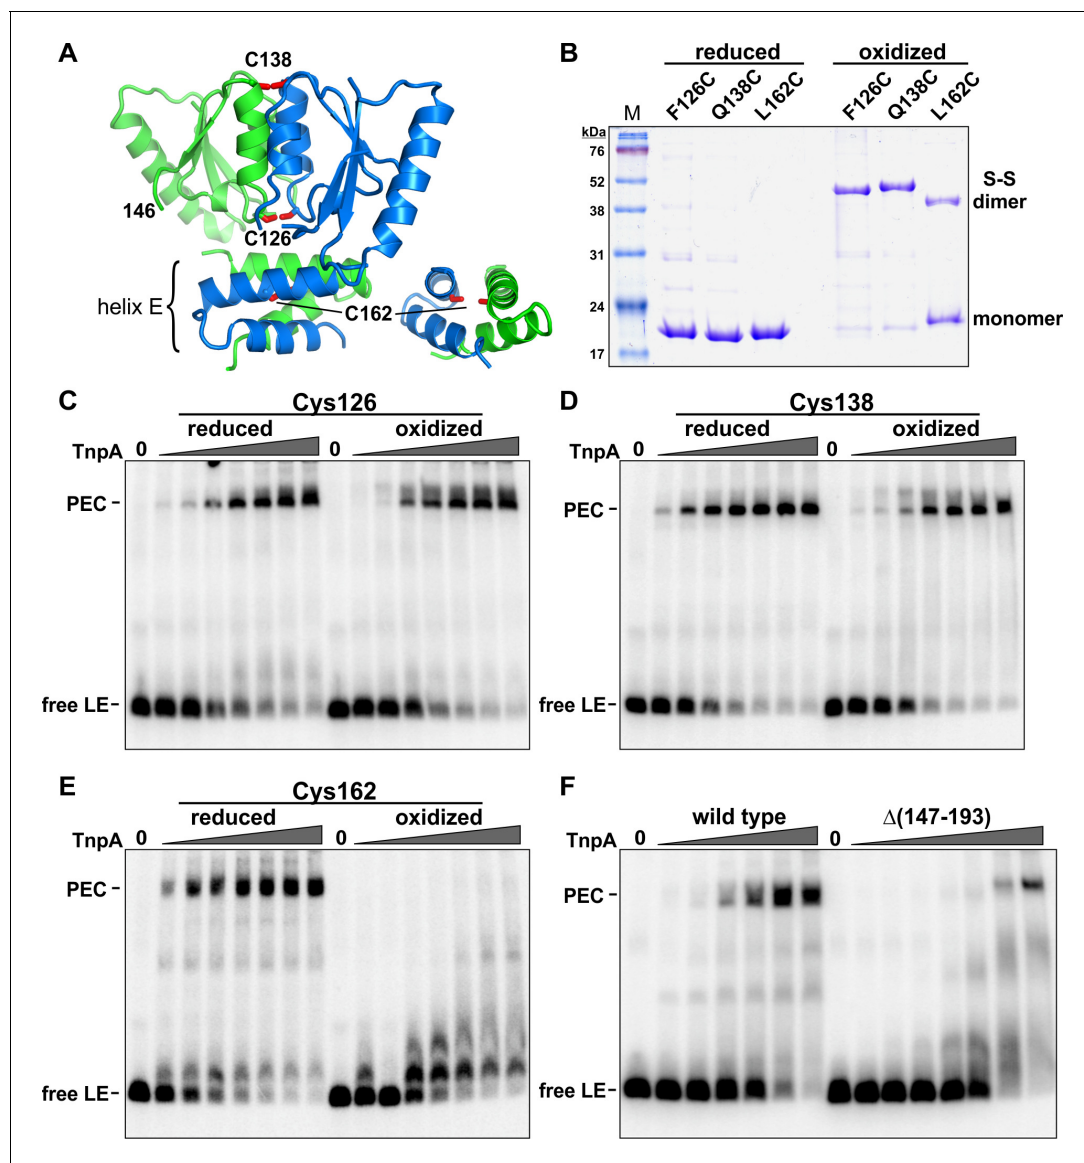 A
C138
146
C126
helix E
C162
B
reduced
oxidized
F126C
Q138C
L162C
F126C
Q138C
L162C
M
kDa
76
52
38
31
24
17
S-S
dimer
monomer
C
Cys126
reduced
oxidized
TnpA
0
0
PEC
free LE
D
Cys138
reduced
oxidized
TnpA
0
0
PEC
free LE
E
Cys162
reduced
oxidized
TnpA
0
0
PEC
free LE
F
wild type
Δ(147-193)
TnpA
0
0
PEC
free LE